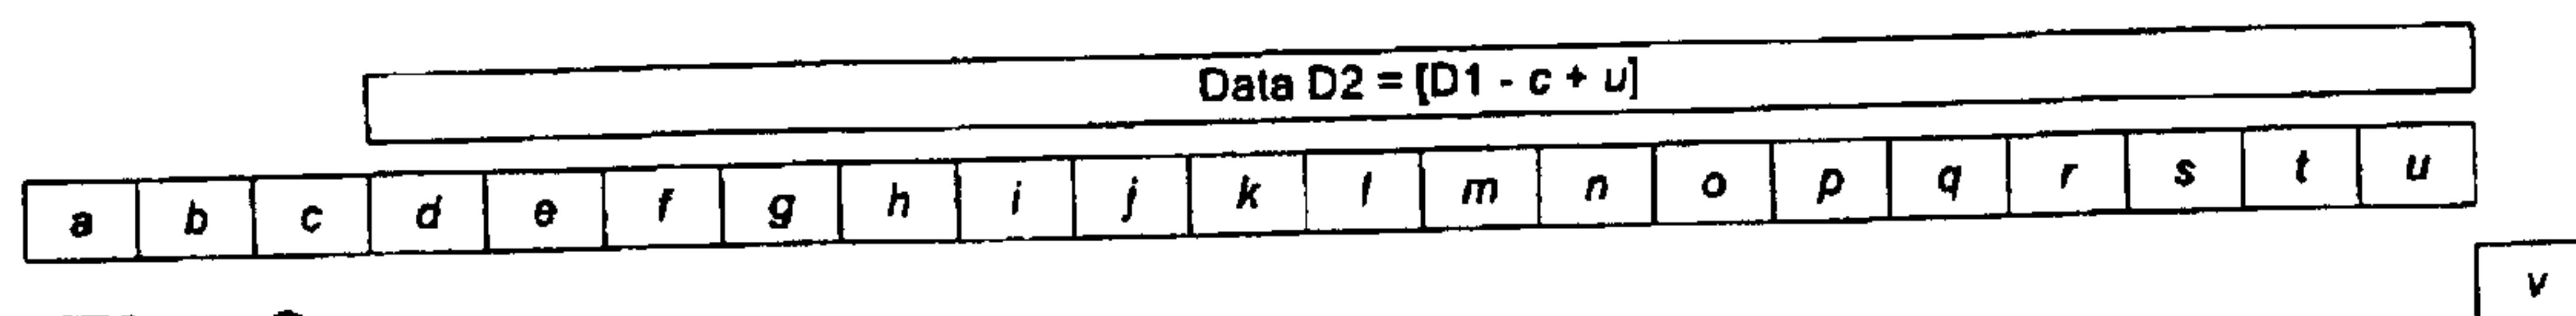 Data D2 = [D1 - c + u]
a b c d e f g h i j k l m n o p q r s t u
v